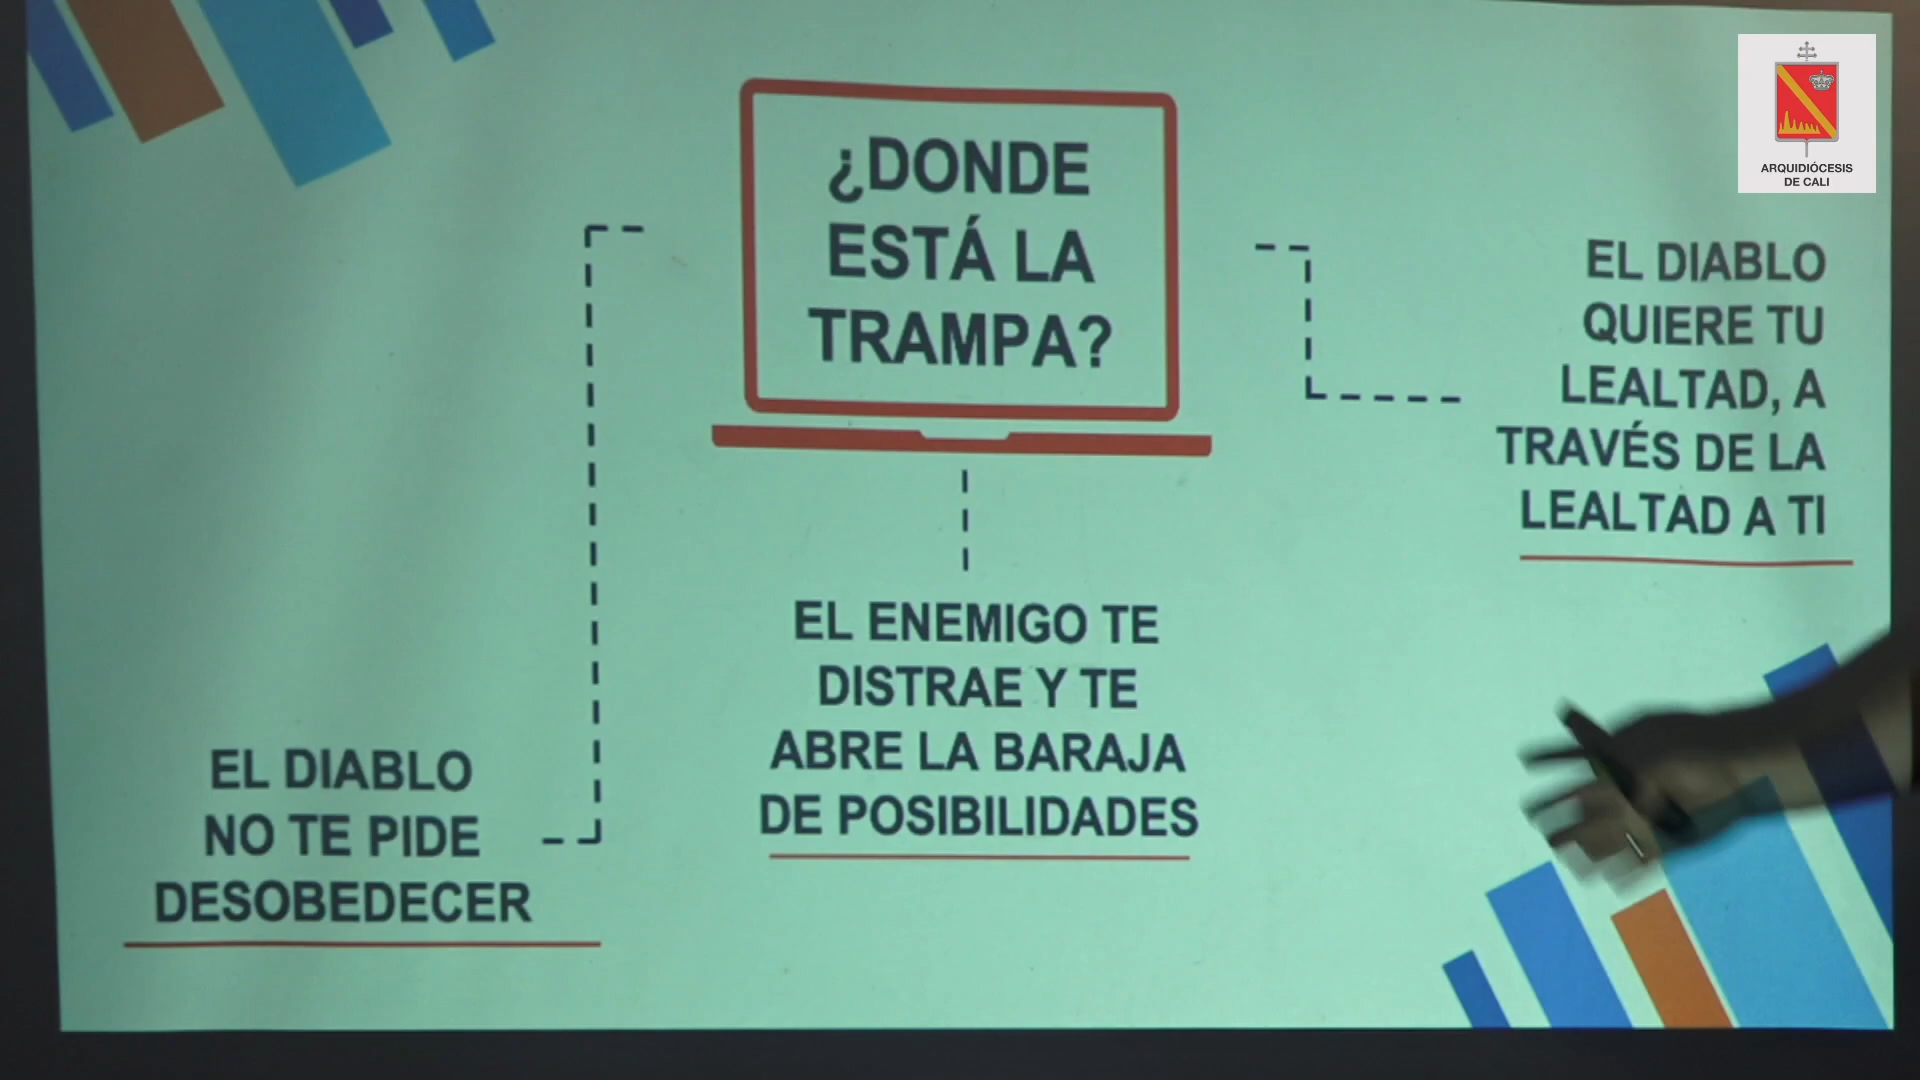 ¿DONDE
ESTÁ LA
TRAMPA?
EL DIABLO
QUIERE TU
LEALTAD, A
TRAVÉS DE LA
LEALTAD A TI
EL ENEMIGO TE
DISTRAE Y TE
ABRE LA BARAJA
DE POSIBILIDADES
EL DIABLO
NO TE PIDE
DESOBEDECER
ARQUIDIÓCESIS
DE CALI